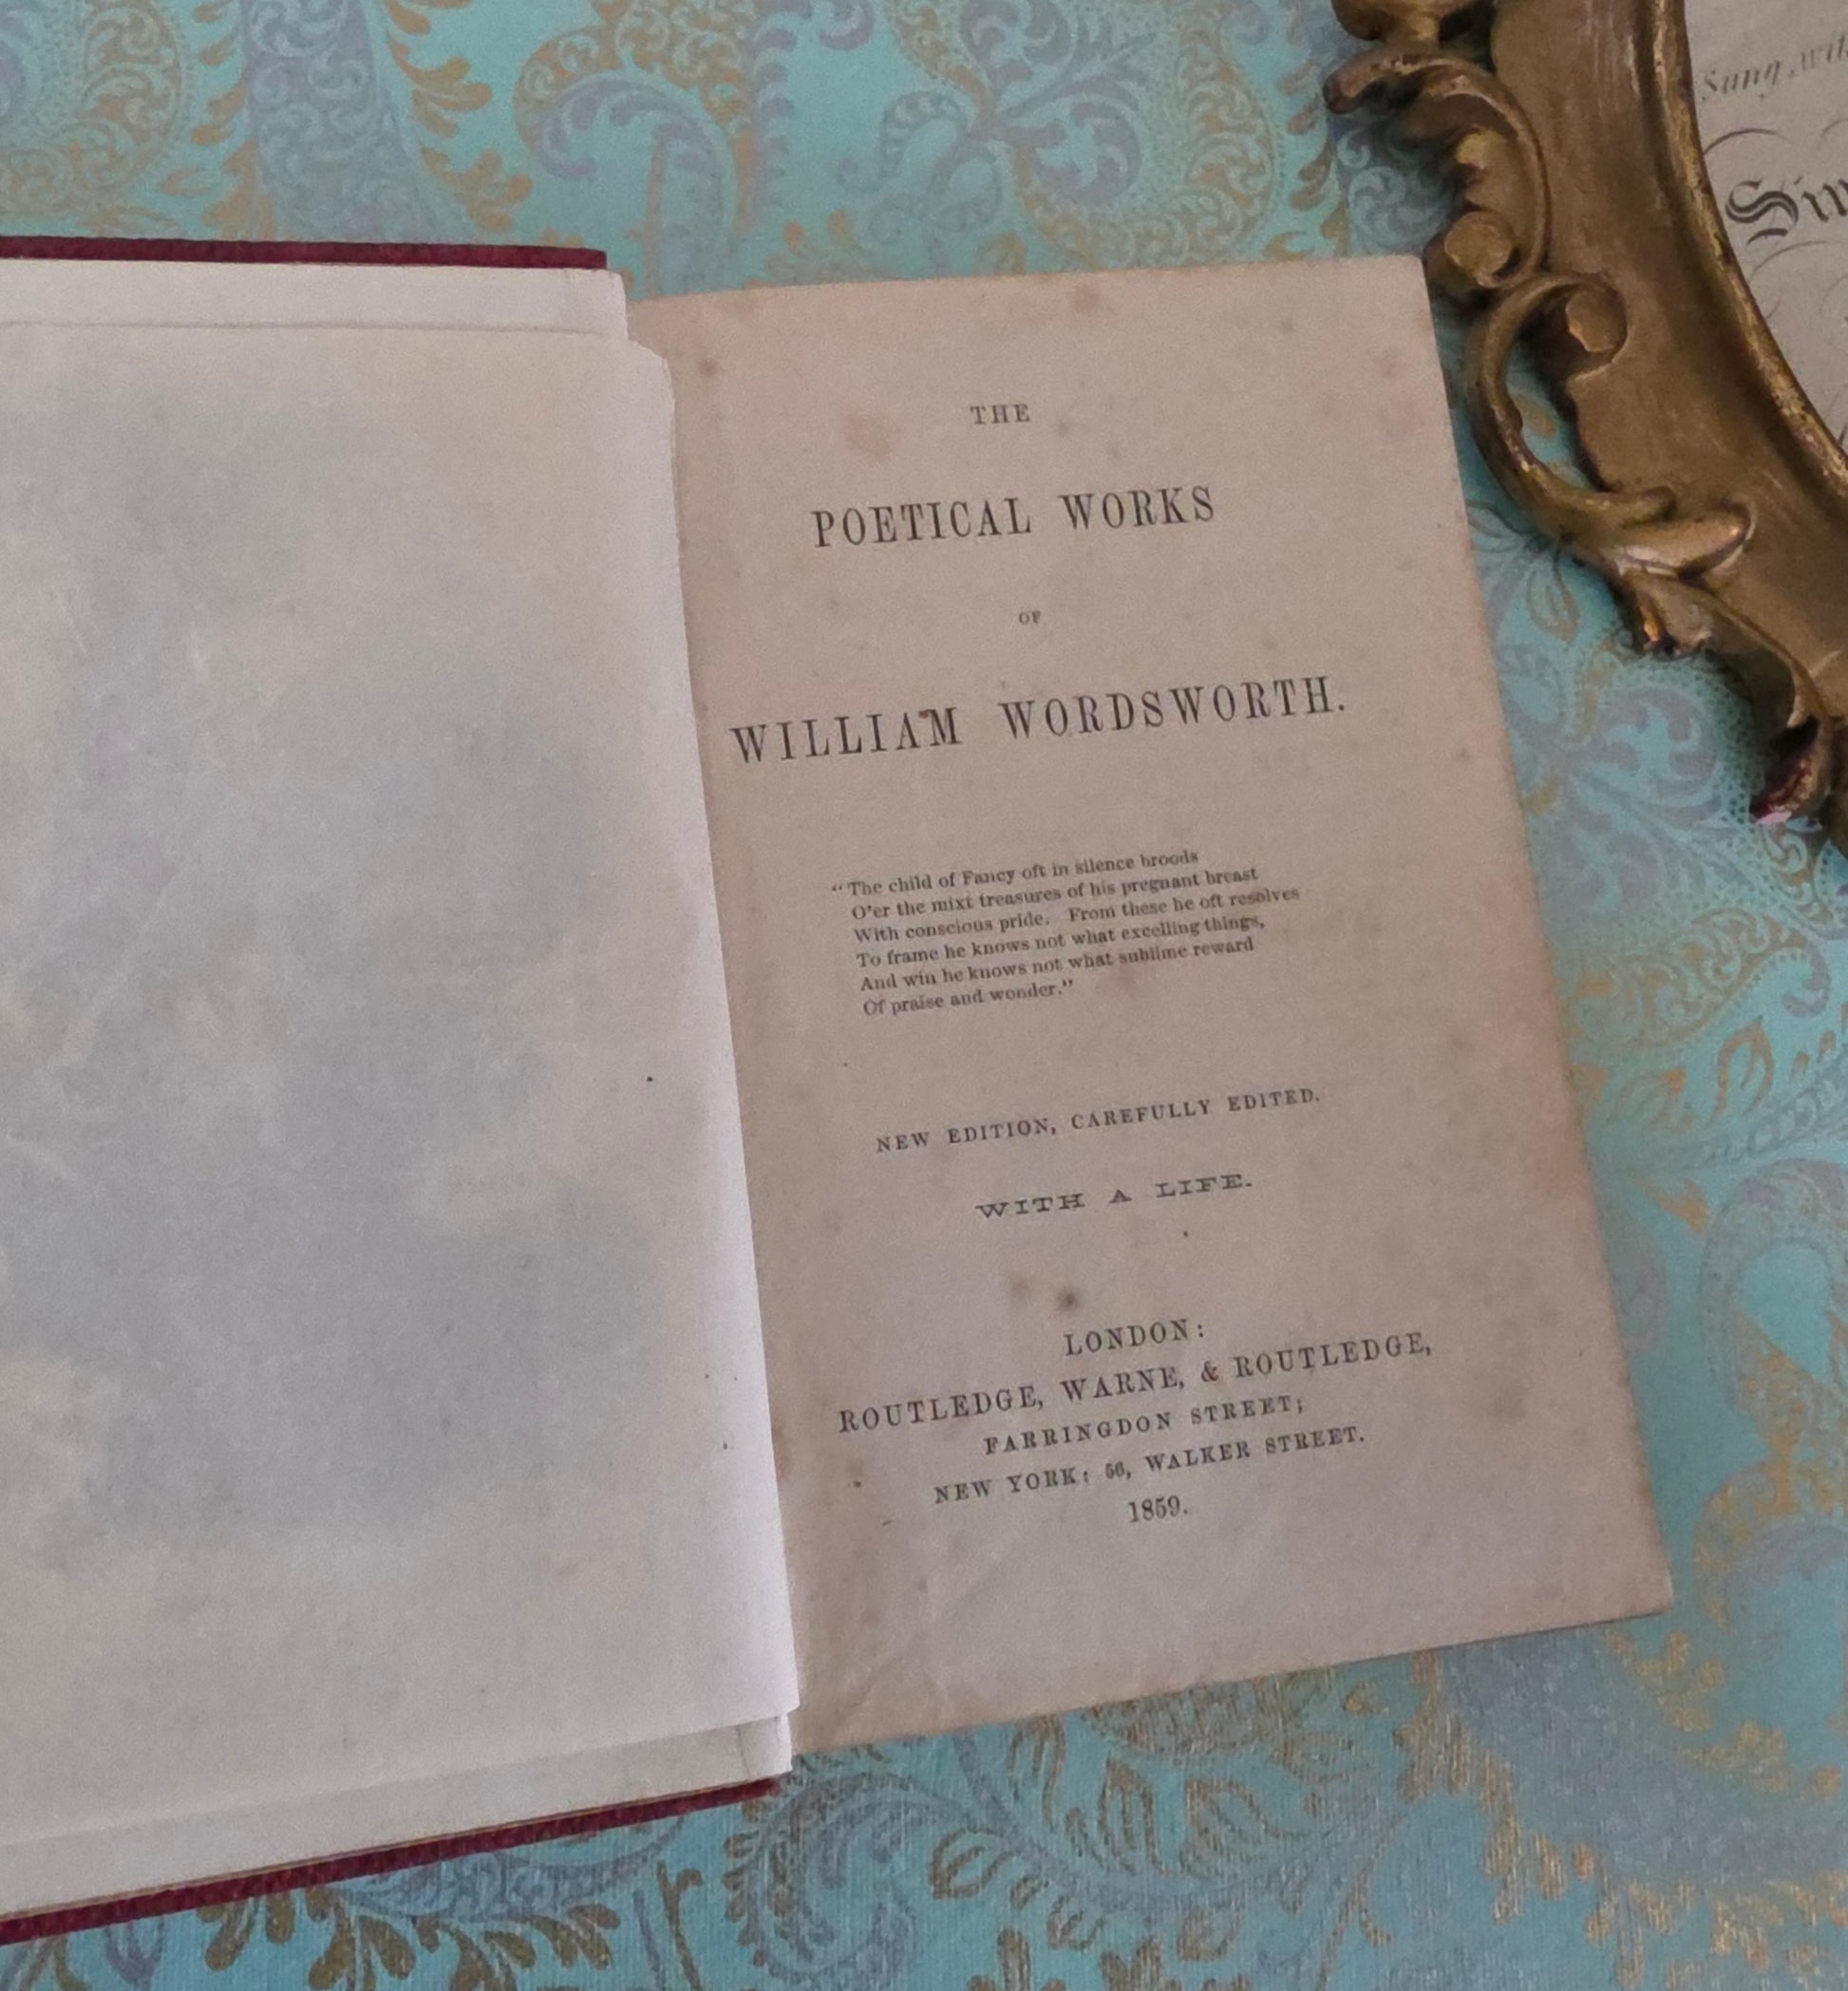 THE
POETICAL WORKS
OF
WILLIAM WORDSWORTH.
“The child of Fancy oft in silence broods
O'er the mixt treasures of his pregnant breast
With conscious pride. From these he oft resolves
To frame he knows not what excelling things,
And win he knows not what sublime reward
Of praise and wonder.”
NEW EDITION, CAREFULLY EDITED.
WITH A LIFE.
LONDON:
ROUTLEDGE, WARNE, & ROUTLEDGE,
FARRINGDON STREET;
NEW YORK: 56, WALKER STREET.
1859.
Sung